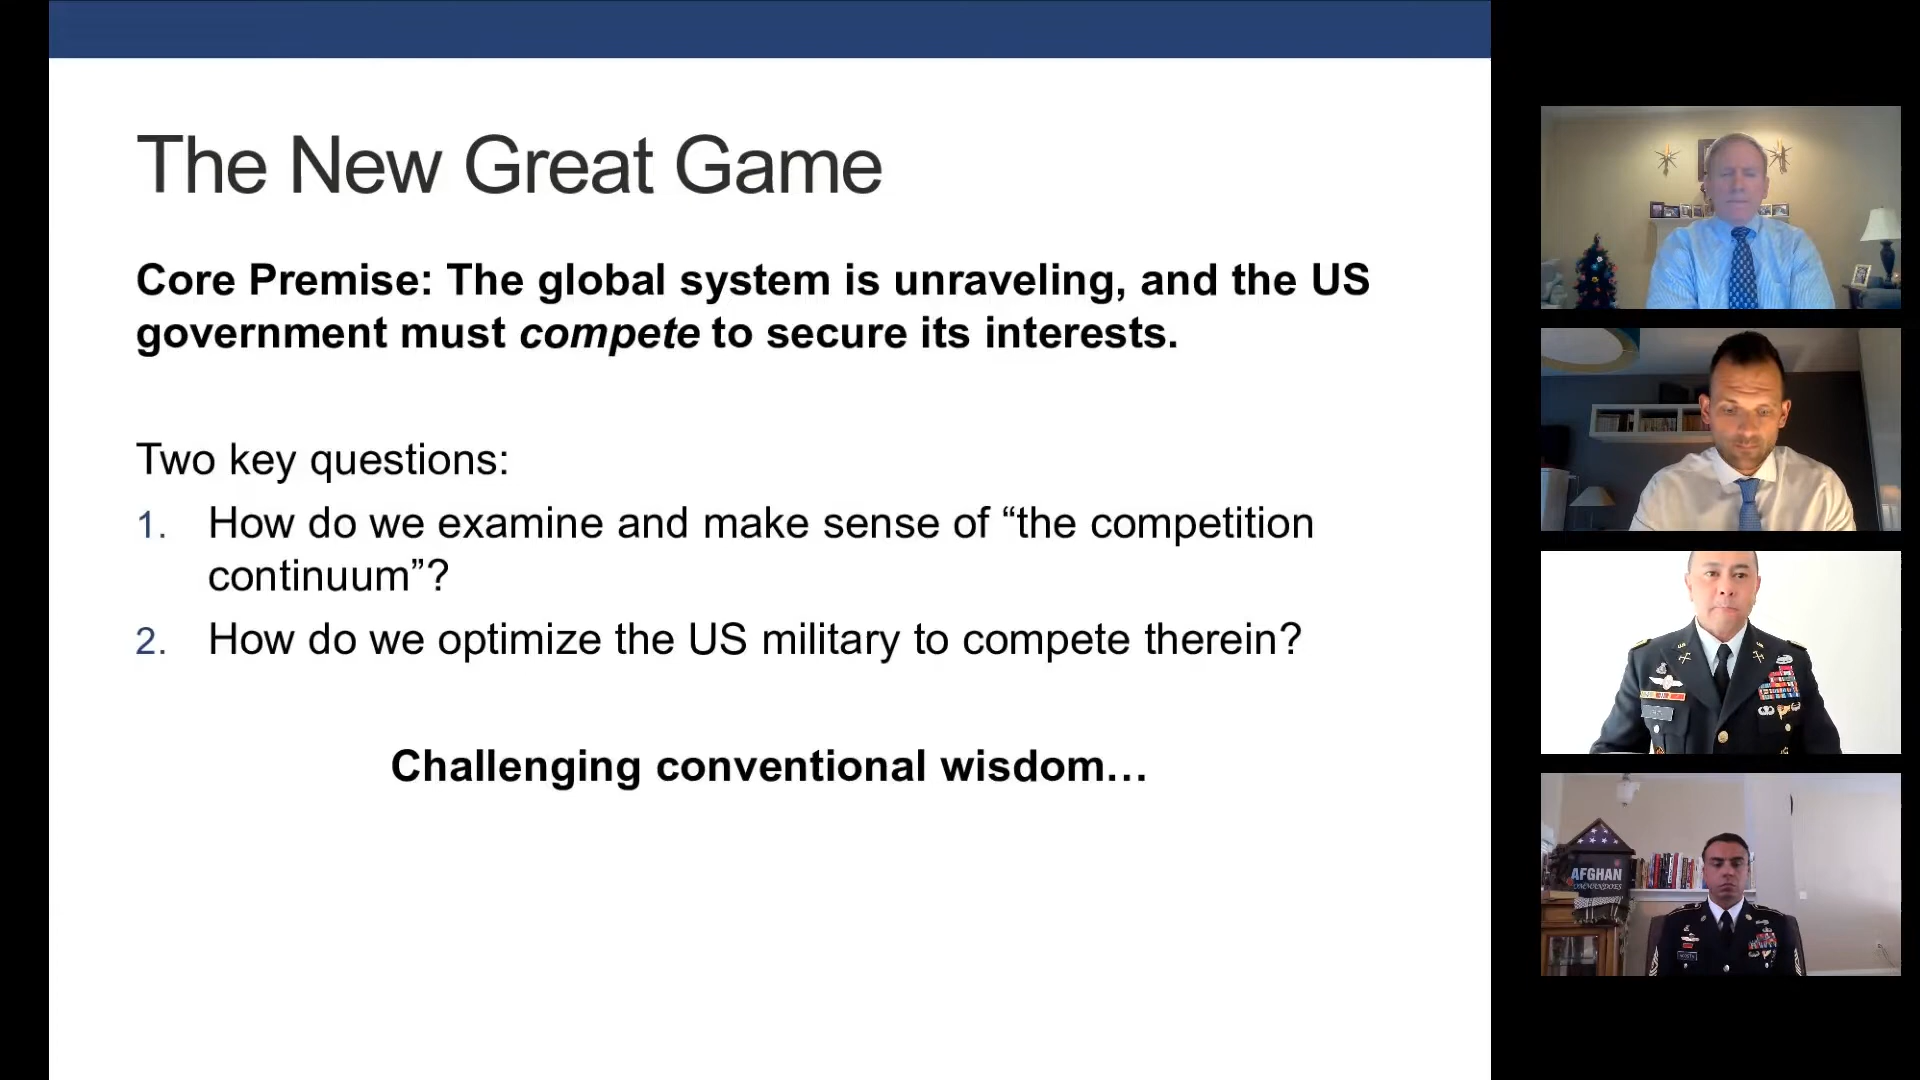 The New Great Game
Core Premise: The global system is unraveling, and the US
government must compete to secure its interests.
Two key questions:
1. How do we examine and make sense of “the competition
continuum”?
2. How do we optimize the US military to compete therein?
Challenging conventional wisdom…
AFGHAN
COMMANDOES